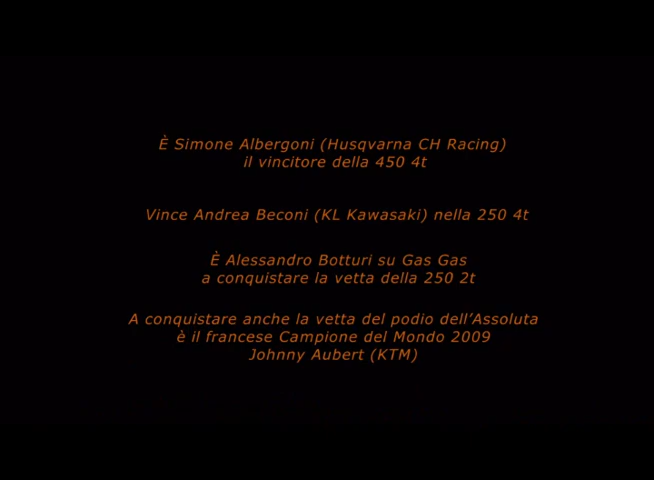 È Simone Albergoni (Husqvarna CH Racing)
il vincitore della 450 4t
Vince Andrea Beconi (KL Kawasaki) nella 250 4t
È Alessandro Botturi su Gas Gas
a conquistare la vetta della 250 2t
A conquistare anche la vetta del podio dell'Assoluta
è il francese Campione del Mondo 2009
Johnny Aubert (KTM)